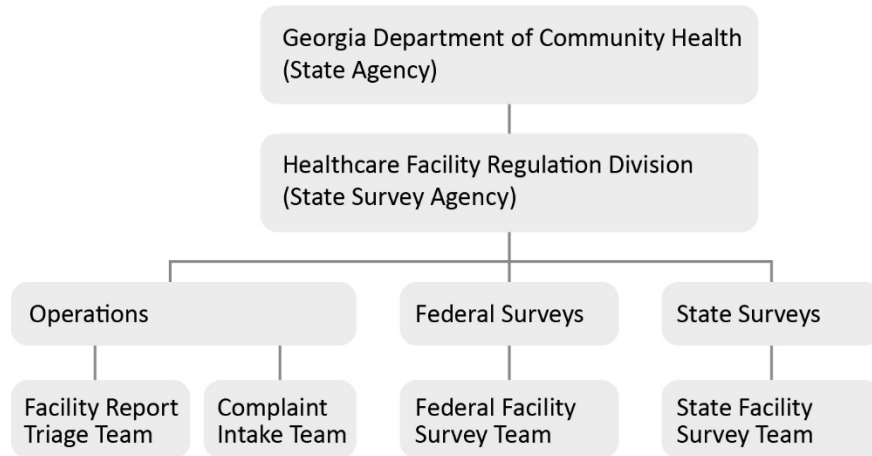 Georgia Department of Community Health
(State Agency)
Healthcare Facility Regulation Division
(State Survey Agency)
Operations
Federal Surveys
State Surveys
Facility Report
Triage Team
Complaint
Intake Team
Federal Facility
Survey Team
State Facility
Survey Team